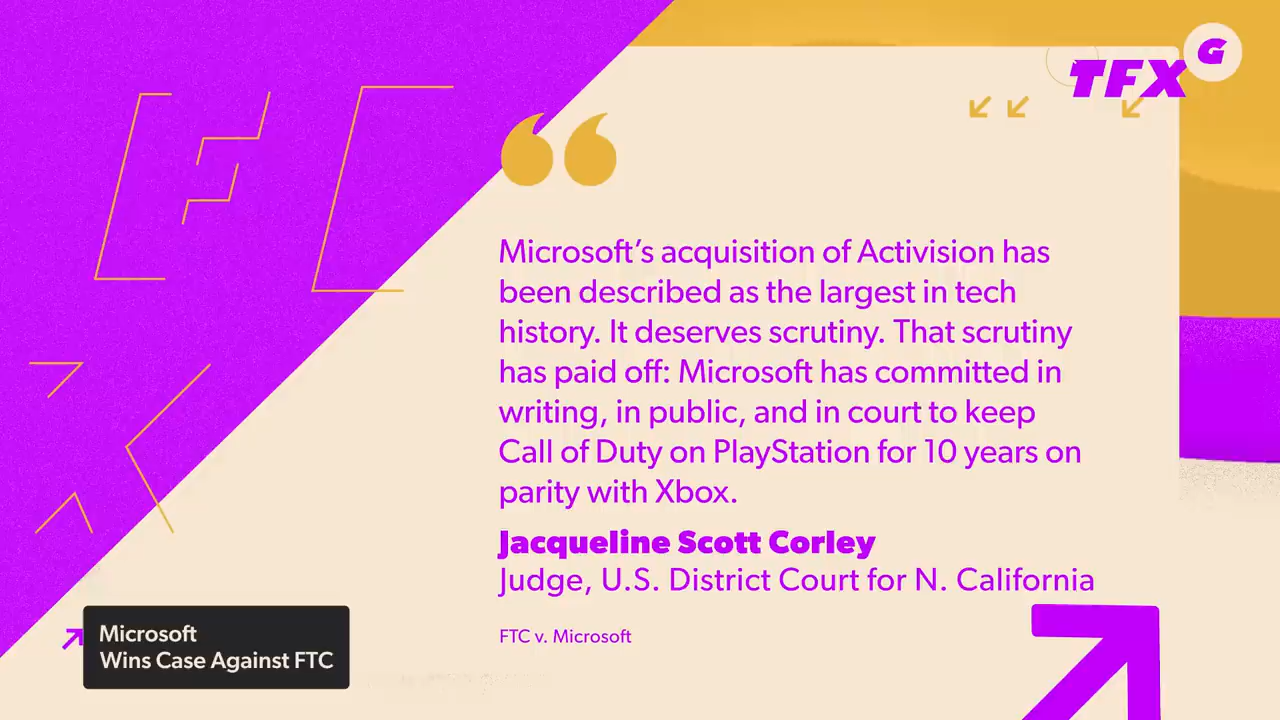 TFX
G
Microsoft’s acquisition of Activision has
been described as the largest in tech
history. It deserves scrutiny. That scrutiny
has paid off: Microsoft has committed in
writing, in public, and in court to keep
Call of Duty on PlayStation for 10 years on
parity with Xbox.
Jacqueline Scott Corley
Judge, U.S. District Court for N. California
FTC v. Microsoft
Microsoft
Wins Case Against FTC